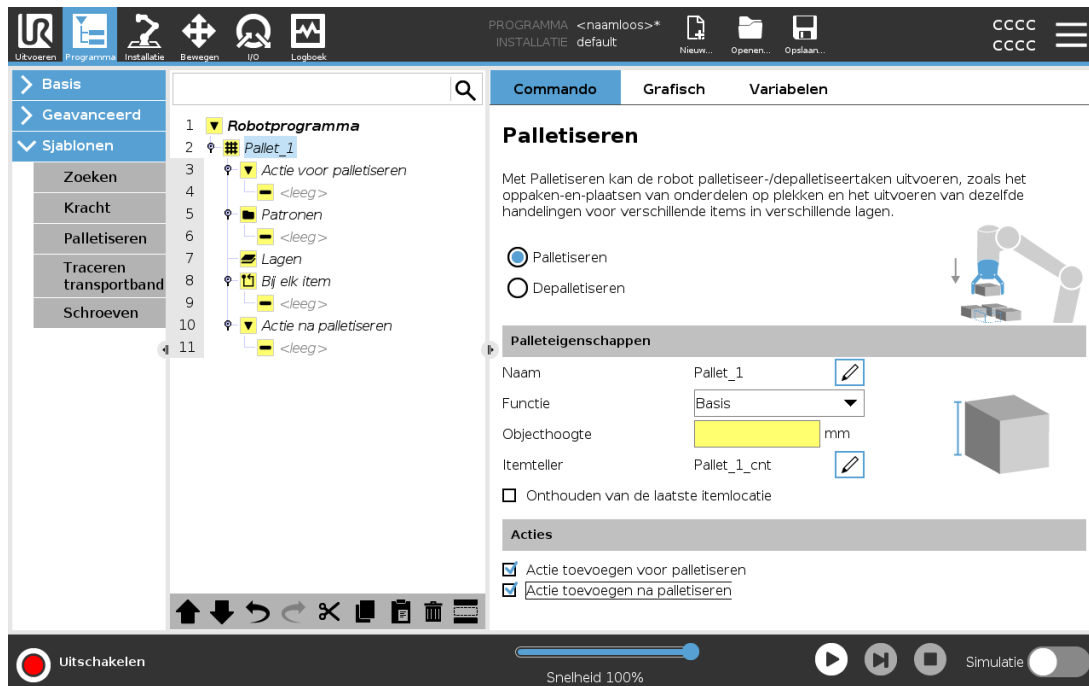 PROGRAMMA <naamloos>*
INSTALLATIE default
UR
Uitvoeren
Programma
Installatie
Bewegen
I/O
Logboek
Nieuw...
Openen...
Opslaan...
CCCC
CCCC
Basis
Geavanceerd
Sjablonen
Zoeken
Kracht
Palletiseren
Traceren
transportband
Schroeven
1 Robotprogramma
2 Pallet_1
3 Actie voor palletiseren
4 <leeg>
5 Patronen
6 <leeg>
7 Lagen
8 Bij elk item
9 <leeg>
10 Actie na palletiseren
11 <leeg>
Commando Grafisch Variabelen
Palletiseren
Met Palletiseren kan de robot palletiseer-/depalletiseertaken uitvoeren, zoals het
oppaken-en-plaatsen van onderdelen op plekken en het uitvoeren van dezelfde
handelingen voor verschillende items in verschillende lagen.
Palletiseren
Depalletiseren
Palleteigenschappen
Naam Pallet_1
Functie Basis
Objecthoogte mm
Itemteller Pallet_1_cnt
Onthouden van de laatste itemlocatie
Acties
Actie toevoegen voor palletiseren
Actie toevoegen na palletiseren
Uitschakelen
Snelheid 100%
Simulatie